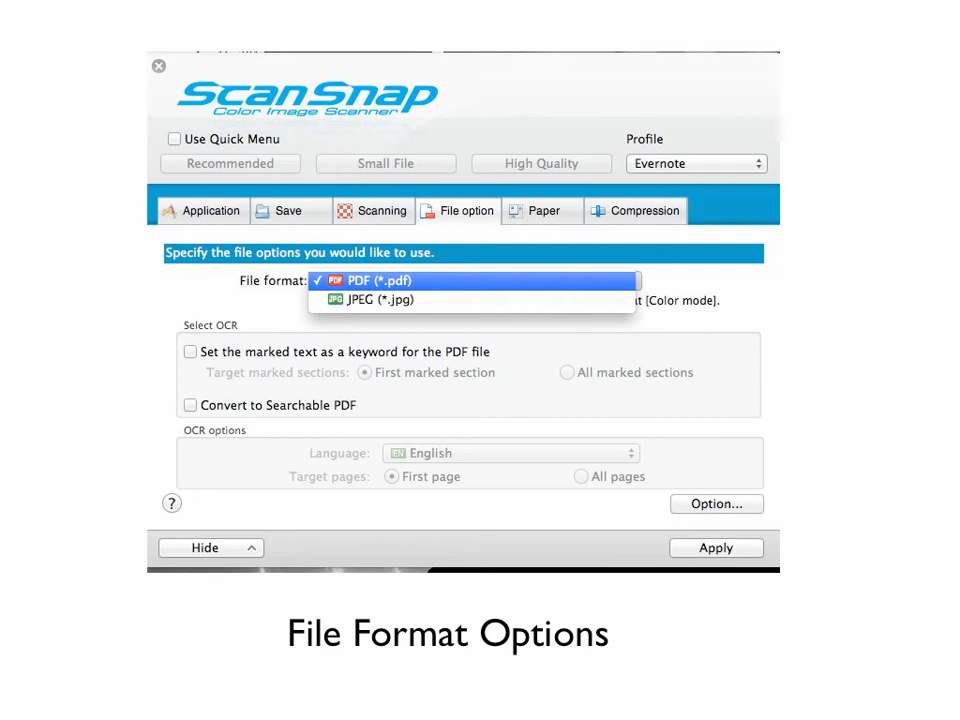 ScanSnap
Color Image Scanner
Use Quick Menu
Profile
Recommended Small File High Quality Evernote
Application Save Scanning File option Paper Compression
Specify the file options you would like to use.
File format: ✓ PDF PDF (*.pdf)
JPG JPEG (*.jpg)
at [Color mode].
Select OCR
Set the marked text as a keyword for the PDF file
Target marked sections: First marked section All marked sections
Convert to Searchable PDF
OCR options
Language: EN English
Target pages: First page All pages
? Option...
Hide Apply
File Format Options